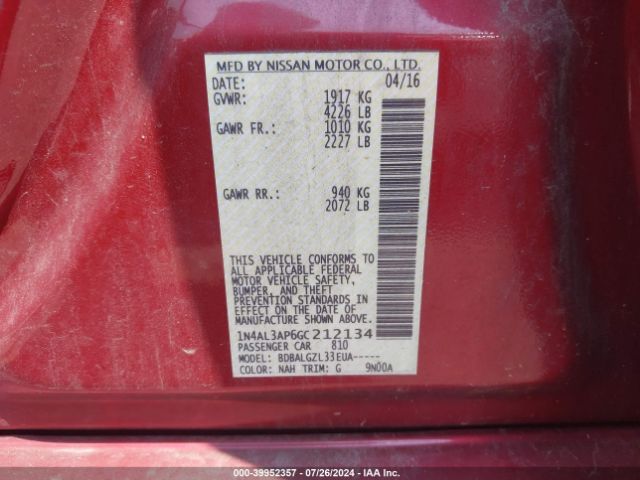 MFD BY NISSAN MOTOR CO., LTD.
DATE: 04/16
GVWR: 1917 KG
4226 LB
GAWR FR.: 1010 KG
2227 LB
GAWR RR.: 940 KG
2072 LB
THIS VEHICLE CONFORMS TO
ALL APPLICABLE FEDERAL
MOTOR VEHICLE SAFETY,
BUMPER, AND THEFT
PREVENTION STANDARDS IN
EFFECT ON THE DATE OF
MANUFACTURE SHOWN ABOVE.
1N4AL3AP6GC212134
PASSENGER CAR 810
MODEL: BDBALGZL33EUA-----
COLOR: NAH TRIM: G 9N00A
000-39952357 | 07/26/2024 | IAA Inc.